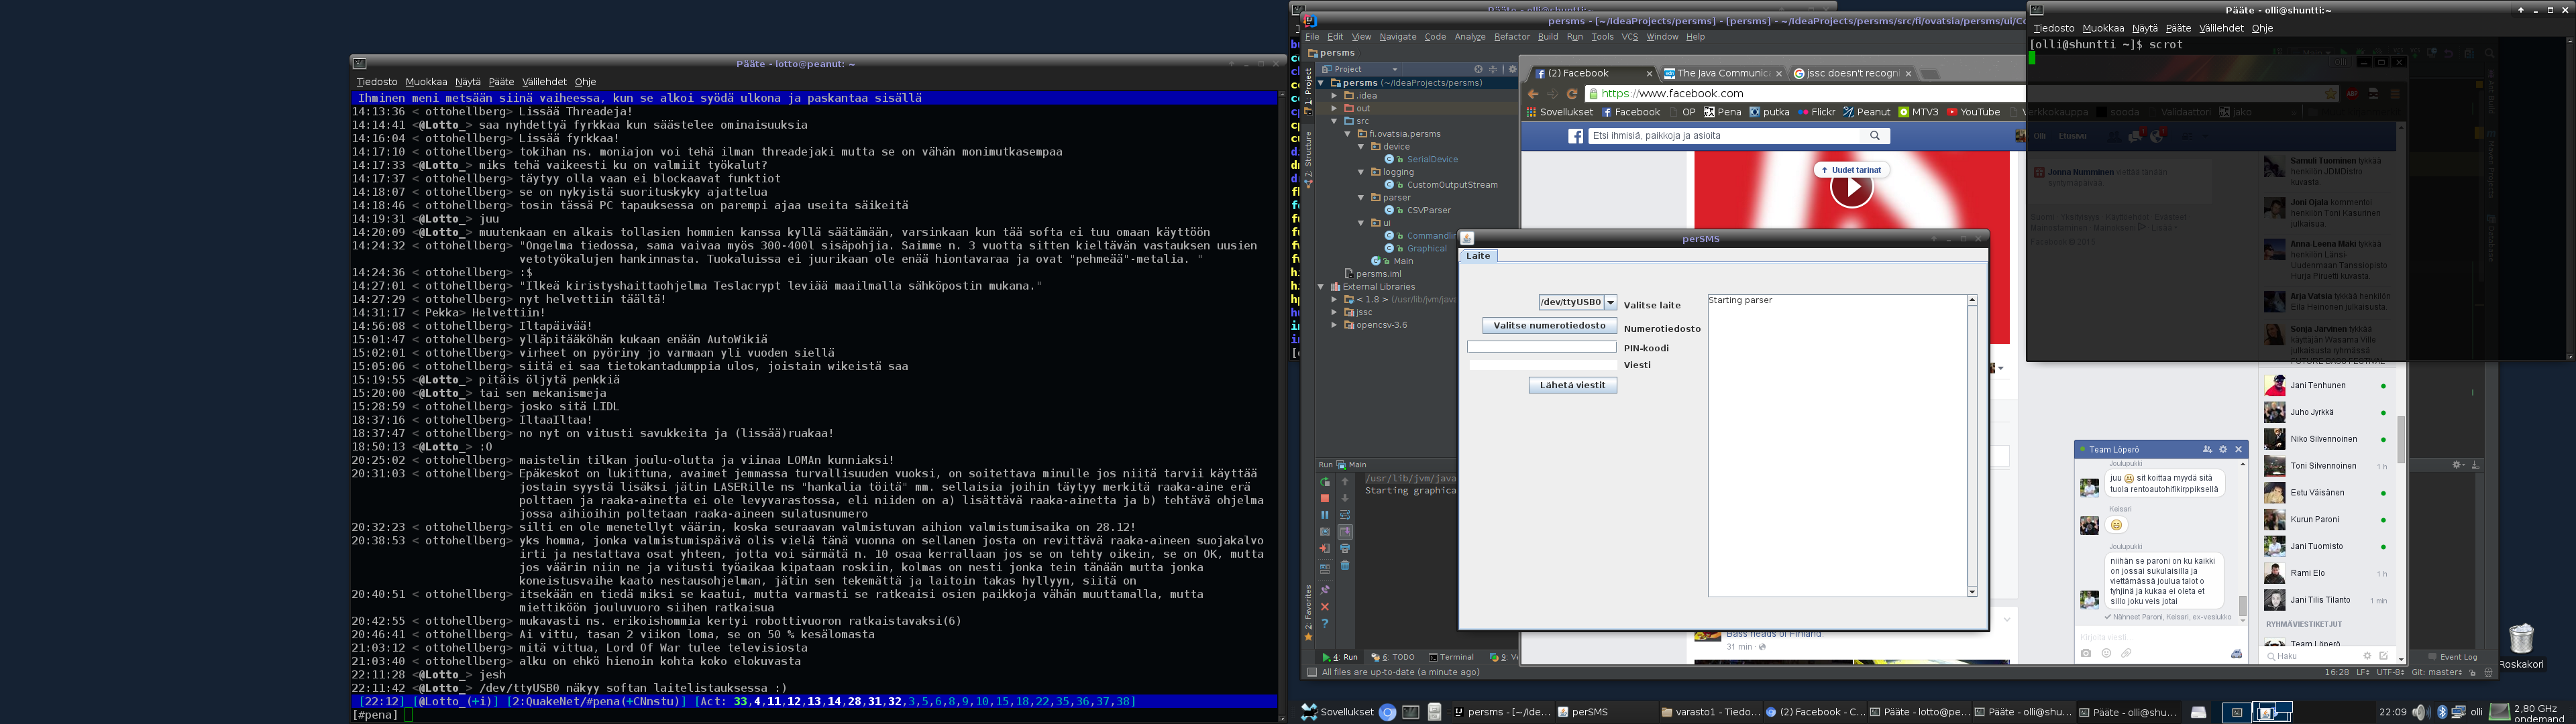 Pääte - lotto@peanut: ~
Tiedosto Muokkaa Näytä Pääte Välilehdet Ohje
Ihminen meni metsään siinä vaiheessa, kun se alkoi syödä ulkona ja paskantaa sisällä
14:13:36 < ottohellberg> Lissää Threadeja!
14:14:41 <@Lotto_> saa nyhdettyä fyrkkaa kun säästelee ominaisuuksia
14:16:04 < ottohellberg> Lissää fyrkkaa!
14:17:10 < ottohellberg> tokihan ns. moniajon voi tehä ilman threadejaki mutta se on vähän monimutkasempaa
14:17:33 <@Lotto_> miks tehä vaikeesti ku on valmiit työkalut?
14:17:37 < ottohellberg> täytyy olla vaan ei blockaavat funktiot
14:18:07 < ottohellberg> se on nykyistä suorituskyky ajattelua
14:18:46 < ottohellberg> tosin tässä PC tapauksessa on parempi ajaa useita säikeitä
14:19:31 <@Lotto_> juu
14:20:09 <@Lotto_> muutenkaan en alkais tollasien hommien kanssa kyllä säätämään, varsinkaan kun tää softa ei tuu omaan käyttöön
14:24:32 < ottohellberg> "Ongelma tiedossa, sama vaivaa myös 300-400l sisäpohjia. Saimme n. 3 vuotta sitten kieltävän vastauksen uusien
vetotyökalujen hankinnasta. Tuokaluissa ei juurikaan ole enää hiontavaraa ja ovat "pehmeää"-metalia. "
14:24:36 < ottohellberg> :$
14:27:01 < ottohellberg> "Ilkeä kiristyshaittaohjelma Teslacrypt leviää maailmalla sähköpostin mukana."
14:27:29 < ottohellberg> nyt helvettiin täältä!
14:31:17 < Pekka> Helvettiin!
14:56:08 < ottohellberg> Iltapäivää!
15:01:47 < ottohellberg> ylläpitääköhän kukaan enään AutoWikiä
15:02:01 < ottohellberg> virheet on pyöriny jo varmaan yli vuoden siellä
15:05:06 < ottohellberg> siitä ei saa tietokantadumppia ulos, joistain wikeistä saa
15:19:55 <@Lotto_> pitäis öljytä penkkiä
15:20:00 <@Lotto_> tai sen mekanismeja
15:28:59 < ottohellberg> josko sitä LIDL
18:37:16 < ottohellberg> IltaaIltaa!
18:37:47 < ottohellberg> no nyt on vitusti savukkeita ja (lissää)ruakaa!
18:50:13 <@Lotto_> :O
20:25:02 < ottohellberg> maistelin tilkan joulu-olutta ja viinaa LOMAn kunniaksi!
20:31:03 < ottohellberg> Epäkeskot on lukittuna, avaimet jemmassa turvallisuuden vuoksi, on soitettava minulle jos niitä tarvii käyttää
jostain syystä lisäksi jätin LASERille ns "hankalia töitä" mm. sellaisia joihin täytyy merkitä raaka-aine erä
polttaen ja raaka-ainetta ei ole levyvarastossa, eli niiden on a) lisättävä raaka-ainetta ja b) tehtävä ohjelma
jossa aihioihin poltetaan raaka-aineen sulatusnumero
20:32:23 < ottohellberg> silti en ole menetellyt väärin, koska seuraavan valmistuvan aihion valmistumisaika on 28.12!
20:38:53 < ottohellberg> yks homma, jonka valmistumispäivä olis vielä tänä vuonna on sellanen josta on revittävä raaka-aineen suojakalvo
irti ja nestattava osat yhteen, jotta voi särmätä n. 10 osaa kerrallaan jos se on tehty oikein, se on OK, mutta
jos väärin niin ne ja vitusti työaikaa kipataan roskiin, kolmas on nesti jonka tein tänään mutta jonka
koneistusvaihe kaato nestausohjelman, jätin sen tekemättä ja laitoin takas hyllyyn, siitä on
20:40:51 < ottohellberg> itsekään en tiedä miksi se kaatui, mutta varmasti se ratkeaisi osien paikkoja vähän muuttamalla, mutta
miettiköön jouluvuoro siihen ratkaisua
20:42:55 < ottohellberg> mukavasti ns. erikoishommia kertyi robottivuoron ratkaistavaksi(6)
20:46:41 < ottohellberg> Ai vittu, tasan 2 viikon loma, se on 50 % kesälomasta
21:03:12 < ottohellberg> mitä vittua, Lord Of War tulee televisiosta
21:03:40 < ottohellberg> alku on ehkö hienoin kohta koko elokuvasta
22:11:28 <@Lotto_> jesh
22:11:42 <@Lotto_> /dev/ttyUSB0 näkyy softan laitelistauksessa :)
[22:12] [@Lotto_(+i)] [2:QuakeNet/#pena(+CNnstu)] [Act: 33,4,11,12,13,14,28,31,32,3,5,6,8,9,10,15,18,22,35,36,37,38]
[#pena]
persms - [~/IdeaProjects/persms] - [persms] - ~/IdeaProjects/persms/src/fi/ovatsia/persms/ui/Co
File Edit View Navigate Code Analyze Refactor Build Run Tools VCS Window Help
persms
Project
persms (~/IdeaProjects/persms)
.idea
out
src
fi.ovatsia.persms
device
SerialDevice
logging
CustomOutputStream
parser
CSVParser
ui
Commandlin
Graphical
Main
persms.iml
External Libraries
< 1.8 > (/usr/lib/jvm/java
jssc
opencsv-3.6
1: Project
7: Structure
2: Favorites
Run Main
/usr/lib/jvm/java
Starting graphica
4: Run 6: TODO Terminal
Event Log
All files are up-to-date (a minute ago)
16:28 LF UTF-8 Git: master
(2) Facebook
The Java Communic
jssc doesn't recogni
https://www.facebook.com
Sovellukset Facebook OP Pena putka Flickr Peanut MTV3 YouTube
Etsi ihmisiä, paikkoja ja asioita
Uudet tarinat
Bass heads of Finland.
31 min
perSMS
Laite
/dev/ttyUSB0 Valitse laite
Valitse numerotiedosto Numerotiedosto
PIN-koodi
Viesti
Lähetä viestit
Starting parser
Pääte - olli@shuntti:~
Tiedosto Muokkaa Näytä Pääte Välilehdet Ohje
[olli@shuntti ~]$ scrot
Jani Tenhunen
Juho Jyrkkä
Niko Silvennoinen
Toni Silvennoinen 1 h
Eetu Väisänen
Kurun Paroni
Jani Tuomisto
Rami Elo 1 h
Jani Tilis Tilanto 1 min
RYHMÄVIESTIKETJUT
Team Löperö
Haku
Team Löperö
Joulupukki
juu sit koittaa myydä sitä
tuola rentoautohifikirppiksellä
Keisari
Joulupukki
niihän se paroni on ku kaikki
on jossai sukulaisilla ja
viettämässä joulua talot o
tyhjinä ja kukaa ei oleta et
sillo joku veis jotai
Nähneet Paroni, Keisari, ex-vesiukko
Kirjoita viesti...
Roskakori
Sovellukset persms - [~/Ide... perSMS varasto1 - Tiedo... (2) Facebook - C... Pääte - lotto@pe... Pääte - olli@shu... Pääte - olli@shu... 22:09 olli 2,80 GHz
ondemand